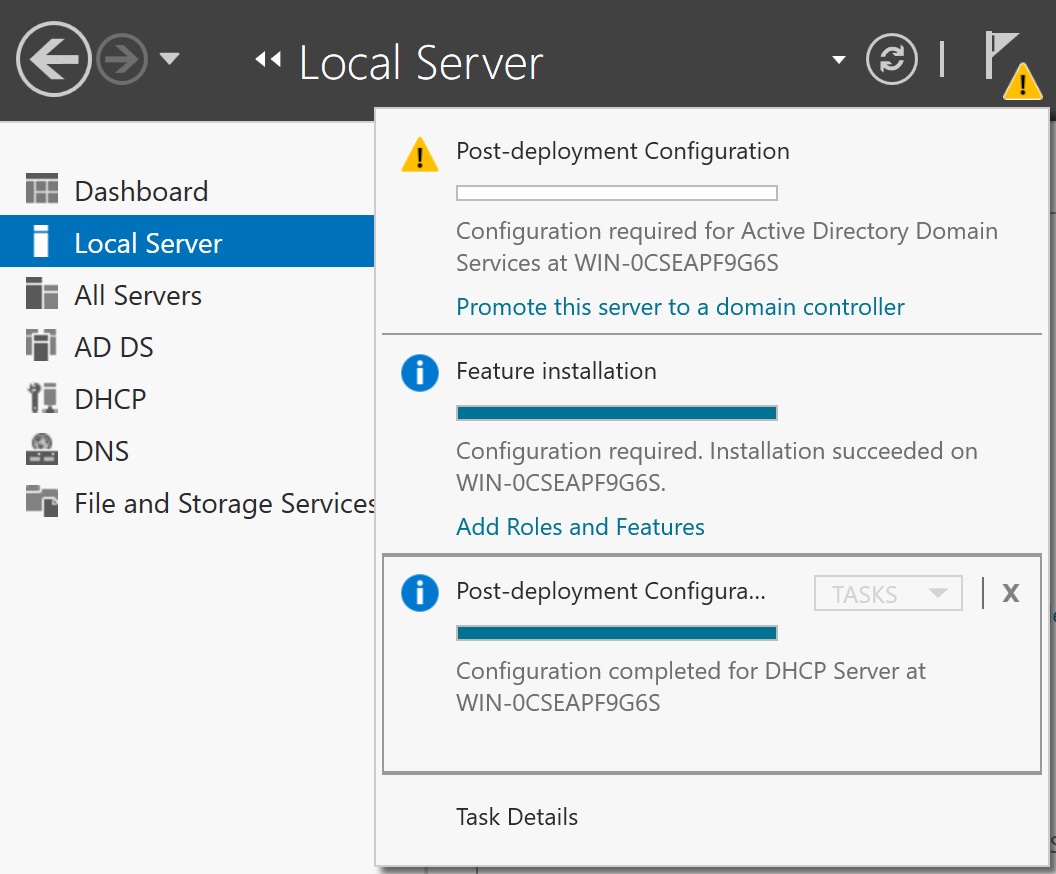 Local Server
Dashboard
Local Server
All Servers
AD DS
DHCP
DNS
File and Storage Services
Post-deployment Configuration
Configuration required for Active Directory Domain
Services at WIN-0CSEAPF9G6S
Promote this server to a domain controller
Feature installation
Configuration required. Installation succeeded on
WIN-0CSEAPF9G6S.
Add Roles and Features
Post-deployment Configura...
TASKS
X
Configuration completed for DHCP Server at
WIN-0CSEAPF9G6S
Task Details